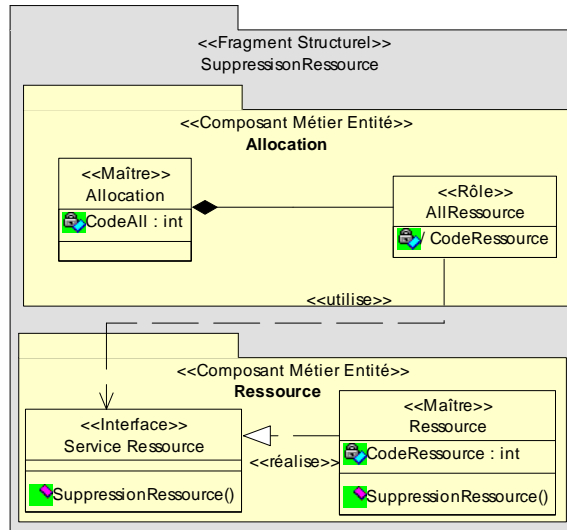 <<Fragment Structurel>>
SuppressisonRessource
<<Composant Métier Entité>>
Allocation
<<Maître>>
Allocation
CodeAll : int
<<Rôle>>
AllRessource
/ CodeRessource
<<utilise>>
<<Composant Métier Entité>>
Ressource
<<Interface>>
Service Ressource
SuppressionRessource()
<<réalise>>
<<Maître>>
Ressource
CodeRessource : int
SuppressionRessource()